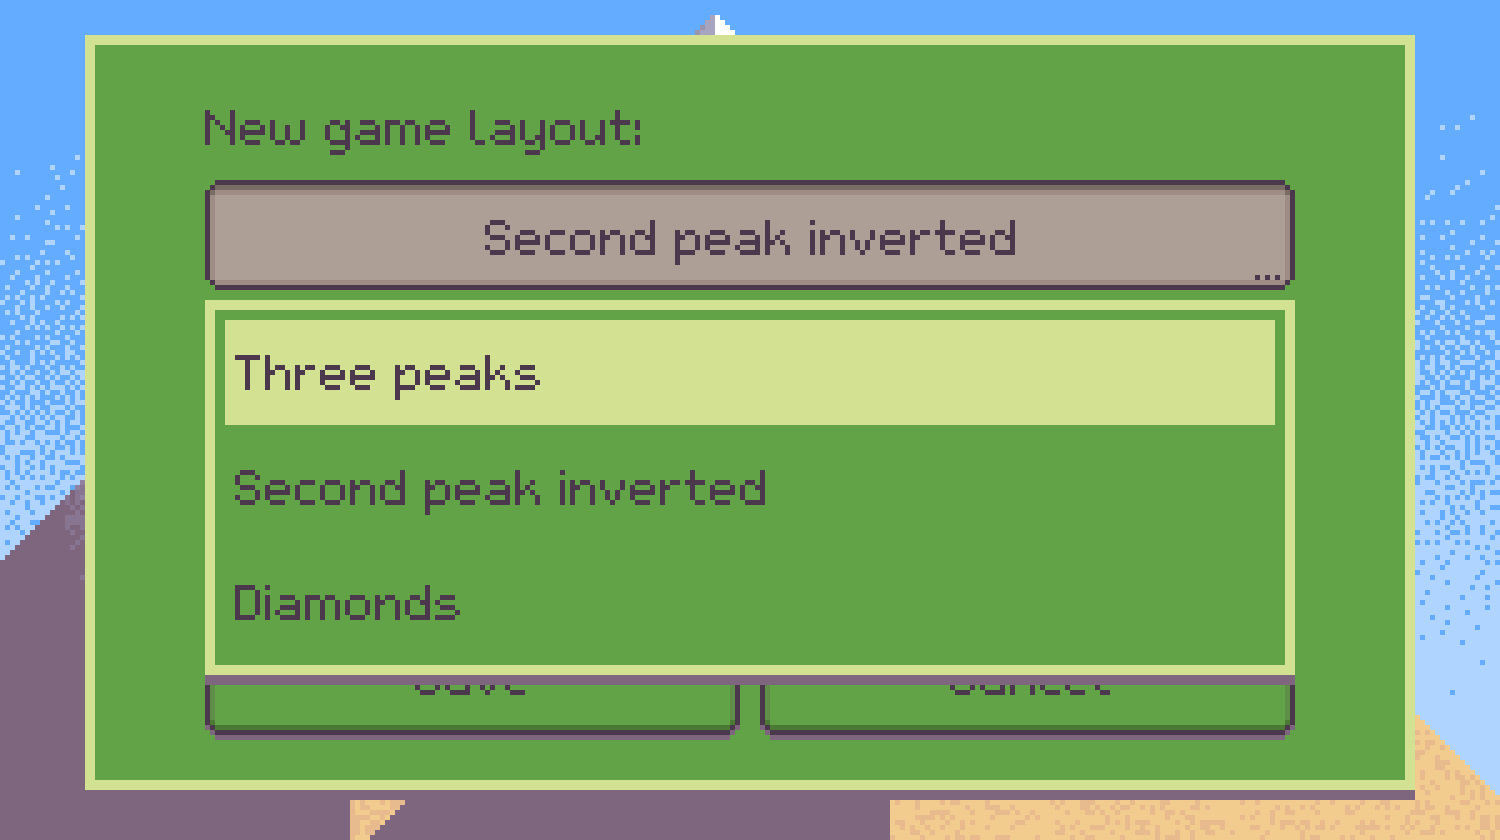 New game layout:
Second peak inverted
...
Three peaks
Second peak inverted
Diamonds